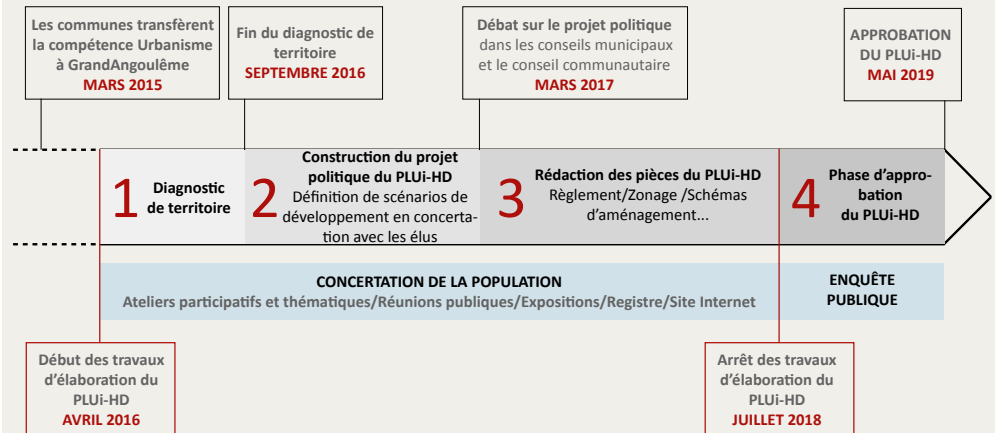 Les communes transfèrent
la compétence Urbanisme
à GrandAngoulême
MARS 2015
Fin du diagnostic de
territoire
SEPTEMBRE 2016
Débat sur le projet politique
dans les conseils municipaux
et le conseil communautaire
MARS 2017
APPROBATION
DU PLUi-HD
MAI 2019
1
Diagnostic
de territoire
2
Construction du projet
politique du PLUi-HD
Définition de scénarios de
développement en concerta-
tion avec les élus
3
Rédaction des pièces du PLUi-HD
Règlement/Zonage /Schémas
d'aménagement...
4
Phase d'appro-
bation
du PLUi-HD
CONCERTATION DE LA POPULATION
Ateliers participatifs et thématiques/Réunions publiques/Expositions/Registre/Site Internet
ENQUÊTE
PUBLIQUE
Début des travaux
d'élaboration du
PLUi-HD
AVRIL 2016
Arrêt des travaux
d'élaboration du
PLUi-HD
JUILLET 2018